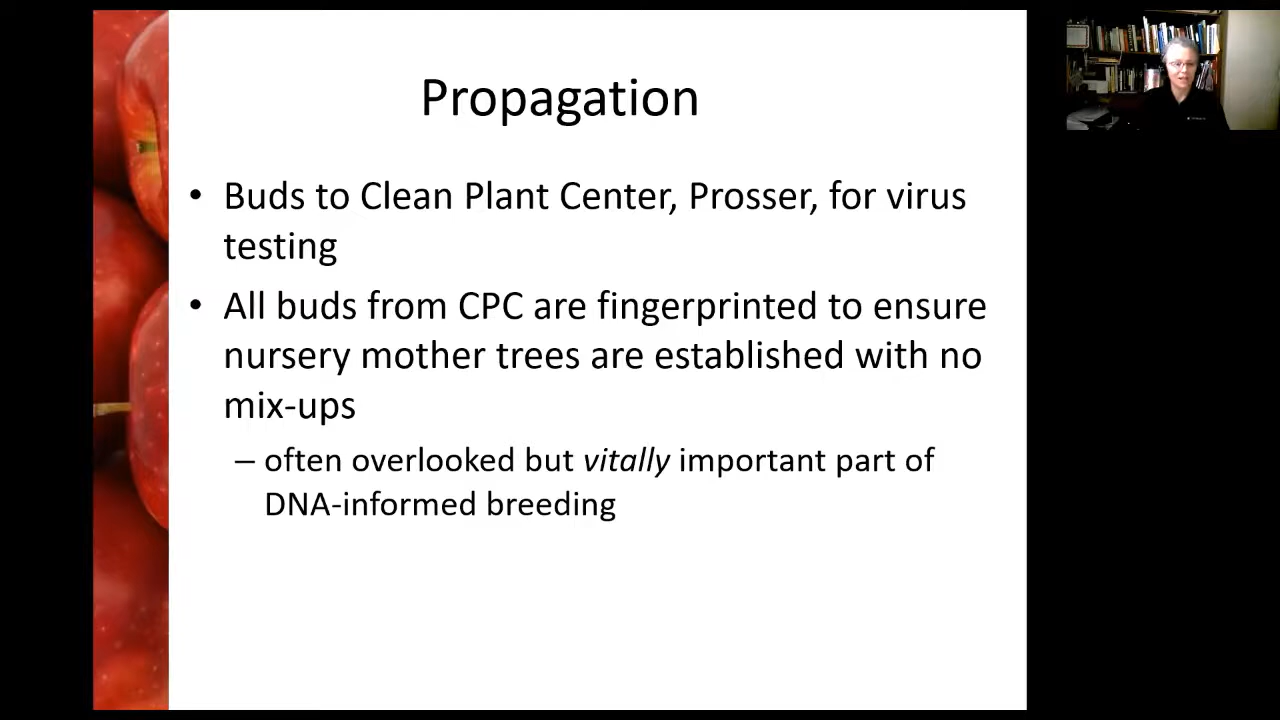 Propagation
• Buds to Clean Plant Center, Prosser, for virus
testing
• All buds from CPC are fingerprinted to ensure
nursery mother trees are established with no
mix-ups
– often overlooked but vitally important part of
DNA-informed breeding